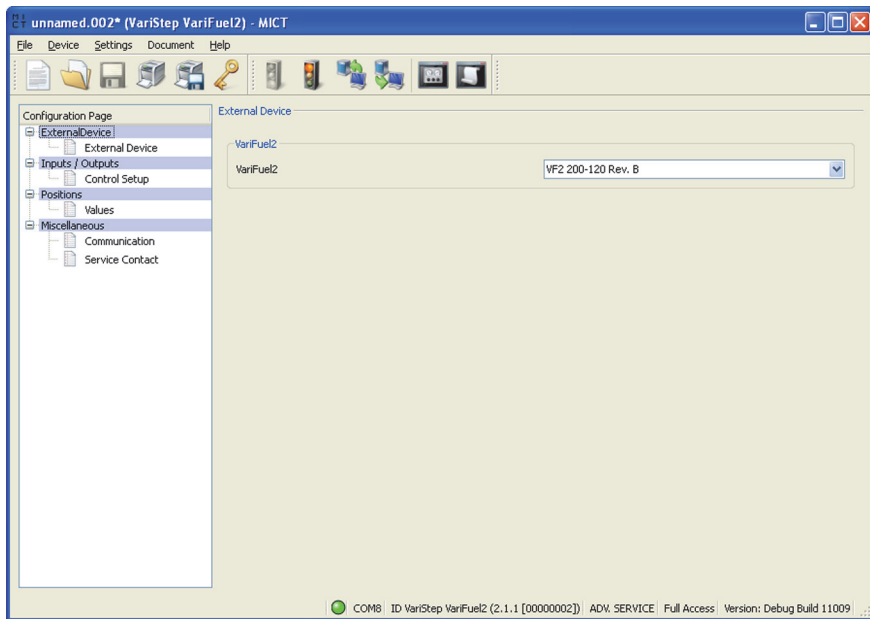 unnamed.002* (VariStep VariFuel2) - MICT
File Device Settings Document Help
Configuration Page
ExternalDevice
External Device
Inputs / Outputs
Control Setup
Positions
Values
Miscellaneous
Communication
Service Contact
External Device
VariFuel2
VariFuel2 VF2 200-120 Rev. B
COM8 ID VariStep VariFuel2 (2.1.1 [00000002]) ADV. SERVICE Full Access Version: Debug Build 11009